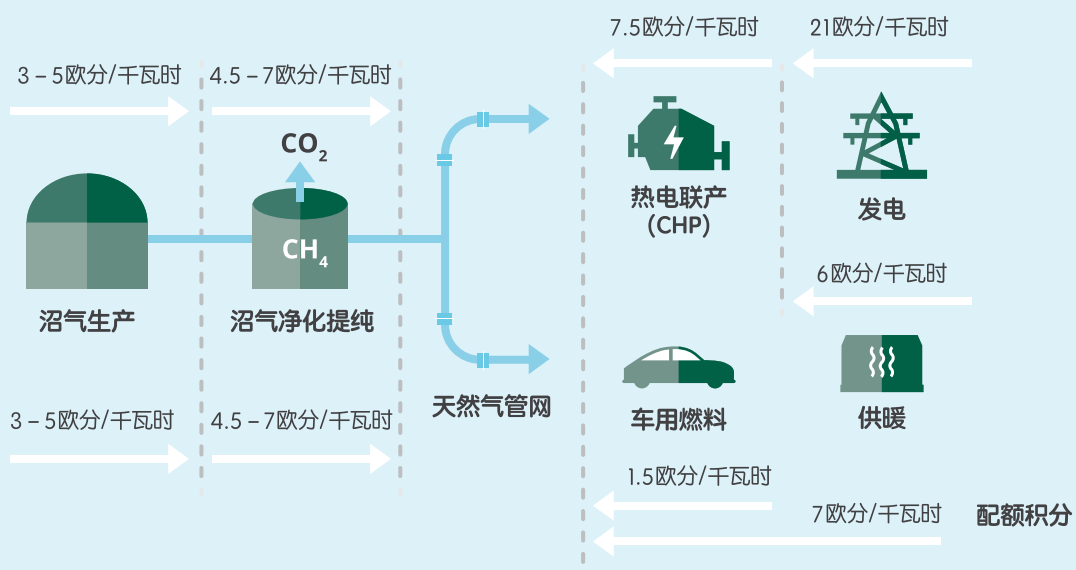 7.5欧分/千瓦时
21欧分/千瓦时
3 – 5欧分/千瓦时
4.5 – 7欧分/千瓦时
CO2
CH4
热电联产
（CHP）
发电
沼气生产
沼气净化提纯
6欧分/千瓦时
天然气管网
车用燃料
供暖
3 – 5欧分/千瓦时
4.5 – 7欧分/千瓦时
1.5欧分/千瓦时
7欧分/千瓦时
配额积分